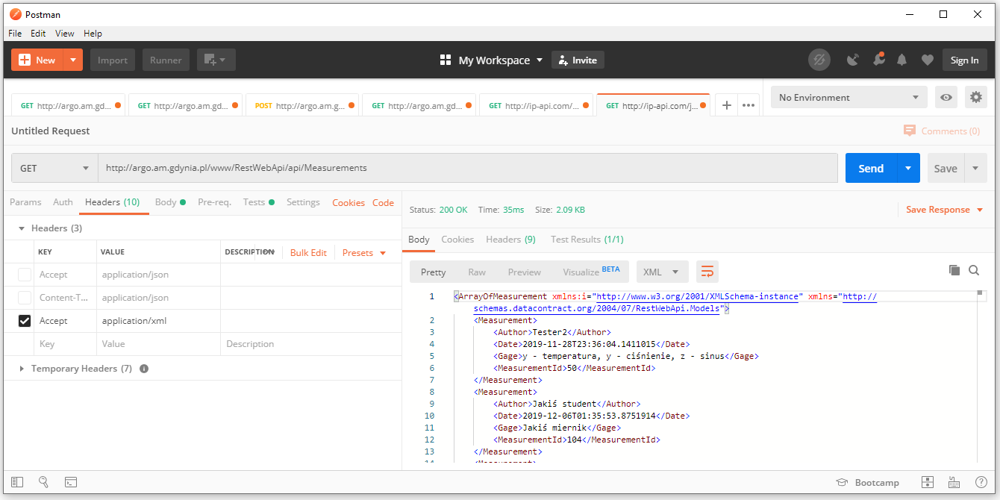 Postman
File Edit View Help
New Import Runner My Workspace Invite Sign In
GET http://argo.am.gd... GET http://argo.am.gd... POST http://argo.am.g... GET http://argo.am.gd... GET http://ip-api.com/... GET http://ip-api.com/j... No Environment
Untitled Request Comments (0)
GET http://argo.am.gdynia.pl/www/RestWebApi/api/Measurements Send Save
Params Auth Headers (10) Body Pre-req. Tests Settings Cookies Code
Headers (3)
KEY VALUE DESCRIPTION Bulk Edit Presets
Accept application/json
Content-T... application/json
Accept application/xml
Key Value Description
Temporary Headers (7)
Status: 200 OK Time: 35ms Size: 2.09 KB Save Response
Body Cookies Headers (9) Test Results (1/1)
Pretty Raw Preview Visualize BETA XML
1 <ArrayOfMeasurement xmlns:i="http://www.w3.org/2001/XMLSchema-instance" xmlns="http://
schemas.datacontract.org/2004/07/RestWebApi.Models">
2 <Measurement>
3 <Author>Tester2</Author>
4 <Date>2019-11-28T23:36:04.1411015</Date>
5 <Gage>y - temperatura, y - ciśnienie, z - sinus</Gage>
6 <MeasurementId>50</MeasurementId>
7 </Measurement>
8 <Measurement>
9 <Author>Jakiś student</Author>
10 <Date>2019-12-06T01:35:53.8751914</Date>
11 <Gage>Jakiś miernik</Gage>
12 <MeasurementId>104</MeasurementId>
13 </Measurement>
14 <Measurement>
Bootcamp